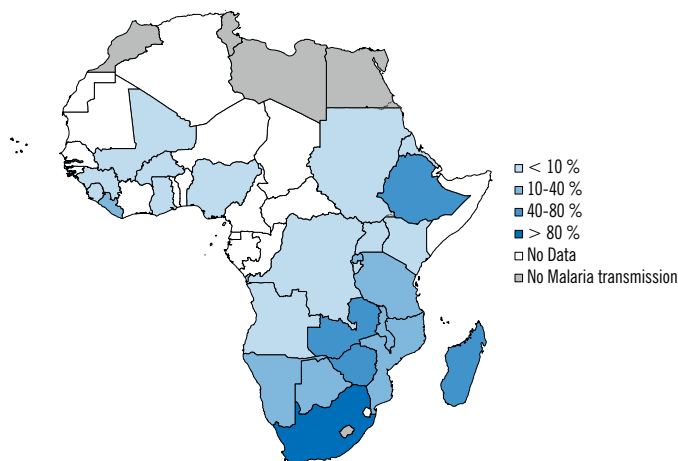 < 10 %
10-40 %
40-80 %
> 80 %
No Data
No Malaria transmission